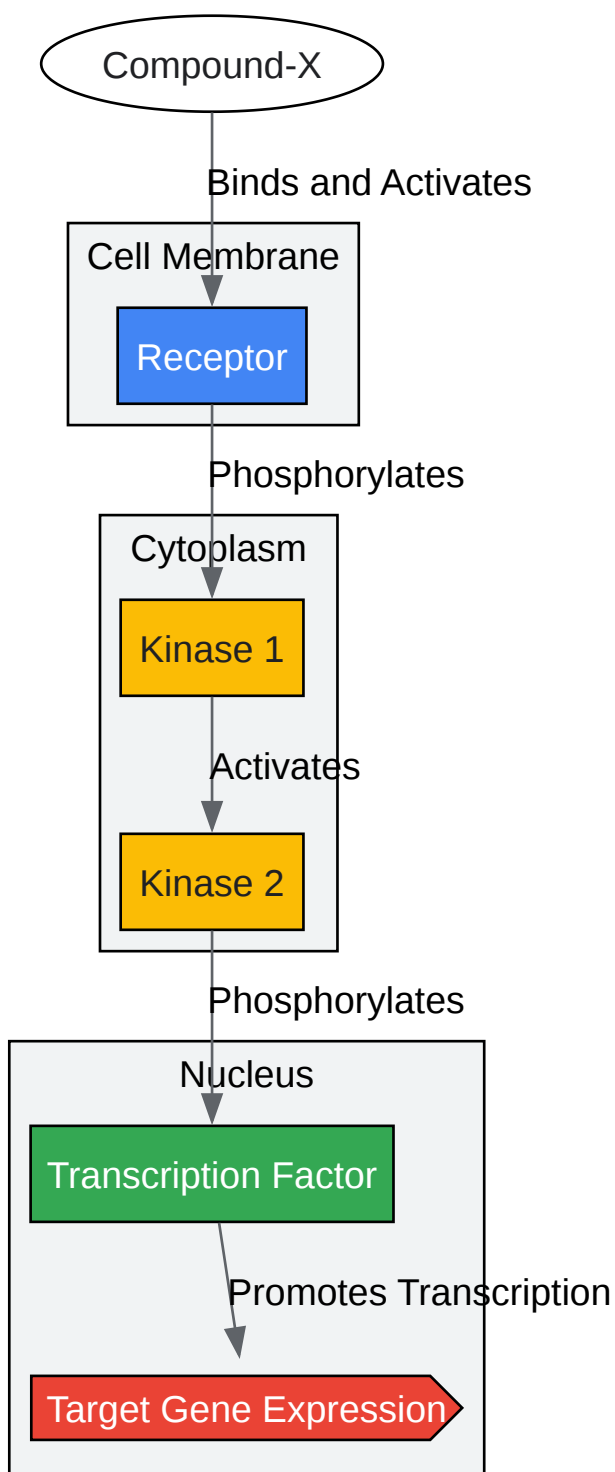 Compound-X
Binds and Activates
Cell Membrane
Receptor
Phosphorylates
Cytoplasm
Kinase 1
Activates
Kinase 2
Phosphorylates
Nucleus
Transcription Factor
Promotes Transcription
Target Gene Expression